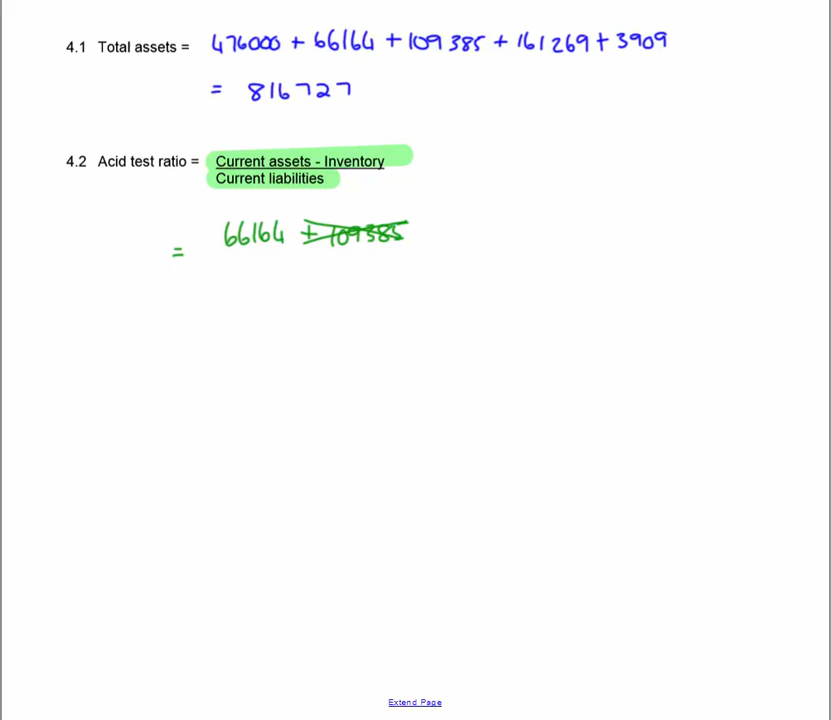 4.1 Total assets = 476000 + 66164 + 109385 + 161269 + 3909
= 816727
4.2 Acid test ratio = Current assets - Inventory
Current liabilities
= 66164 + 109385
Extend Page